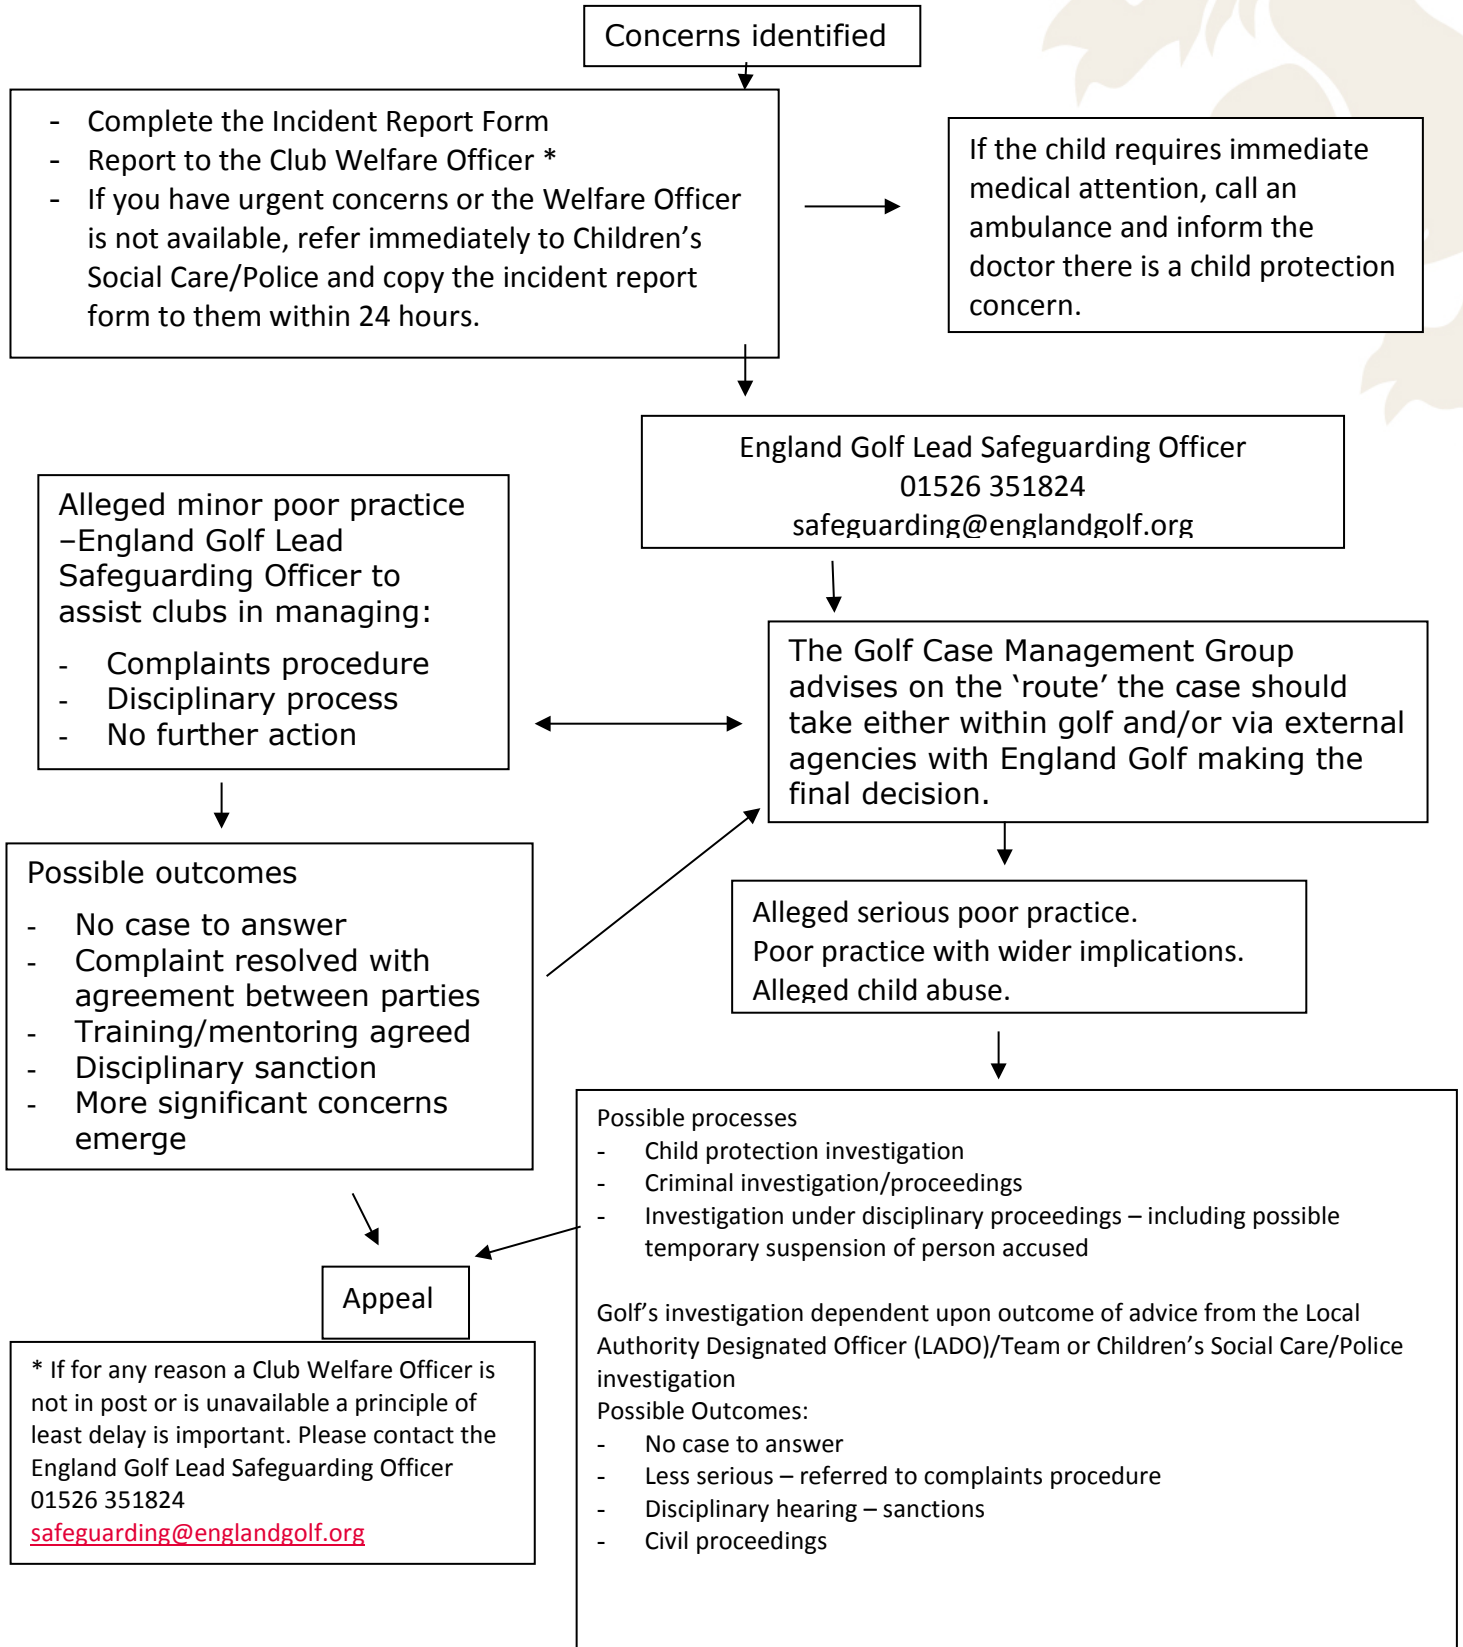 Concerns identified
- Complete the Incident Report Form
- Report to the Club Welfare Officer *
- If you have urgent concerns or the Welfare Officer
is not available, refer immediately to Children’s
Social Care/Police and copy the incident report
form to them within 24 hours.
If the child requires immediate
medical attention, call an
ambulance and inform the
doctor there is a child protection
concern.
England Golf Lead Safeguarding Officer
01526 351824
safeguarding@englandgolf.org
Alleged minor poor practice
–England Golf Lead
Safeguarding Officer to
assist clubs in managing:
- Complaints procedure
- Disciplinary process
- No further action
The Golf Case Management Group
advises on the ‘route’ the case should
take either within golf and/or via external
agencies with England Golf making the
final decision.
Possible outcomes
- No case to answer
- Complaint resolved with
agreement between parties
- Training/mentoring agreed
- Disciplinary sanction
- More significant concerns
emerge
Alleged serious poor practice.
Poor practice with wider implications.
Alleged child abuse.
Possible processes
- Child protection investigation
- Criminal investigation/proceedings
- Investigation under disciplinary proceedings – including possible
temporary suspension of person accused
Golf’s investigation dependent upon outcome of advice from the Local
Authority Designated Officer (LADO)/Team or Children’s Social Care/Police
investigation
Possible Outcomes:
- No case to answer
- Less serious – referred to complaints procedure
- Disciplinary hearing – sanctions
- Civil proceedings
Appeal
* If for any reason a Club Welfare Officer is
not in post or is unavailable a principle of
least delay is important. Please contact the
England Golf Lead Safeguarding Officer
01526 351824
safeguarding@englandgolf.org